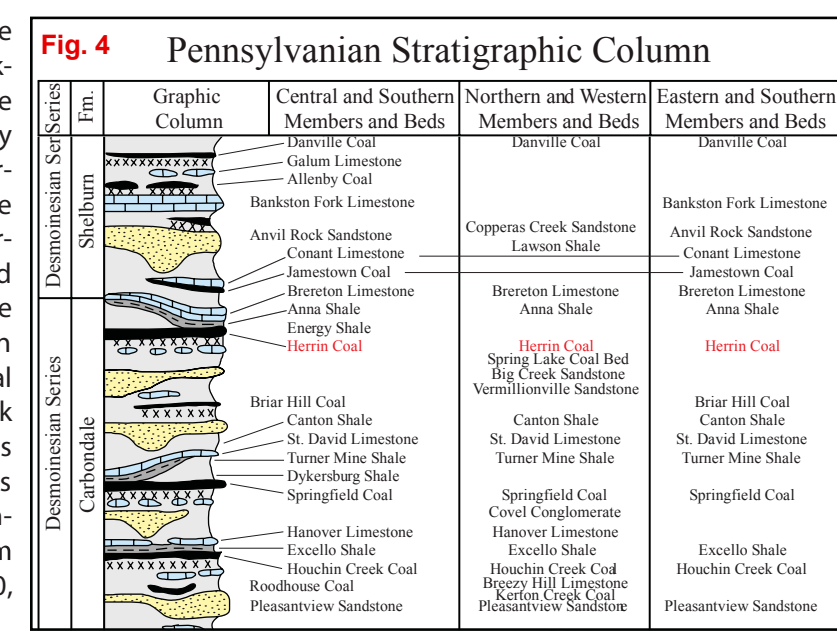 Fig. 4
Pennsylvanian Stratigraphic Column
Series
Fm.
Graphic
Column
Central and Southern
Members and Beds
Northern and Western
Members and Beds
Eastern and Southern
Members and Beds
Desmoinesian Ser
Shelburn
Desmoinesian Series
Carbondale
Danville Coal
Galum Limestone
Allenby Coal
Bankston Fork Limestone
Anvil Rock Sandstone
Conant Limestone
Jamestown Coal
Brereton Limestone
Anna Shale
Energy Shale
Herrin Coal
Briar Hill Coal
Canton Shale
St. David Limestone
Turner Mine Shale
Dykersburg Shale
Springfield Coal
Hanover Limestone
Excello Shale
Houchin Creek Coal
Roodhouse Coal
Pleasantview Sandstone
Danville Coal
Copperas Creek Sandstone
Lawson Shale
Brereton Limestone
Anna Shale
Herrin Coal
Spring Lake Coal Bed
Big Creek Sandstone
Vermillionville Sandstone
Canton Shale
St. David Limestone
Turner Mine Shale
Springfield Coal
Covel Conglomerate
Hanover Limestone
Excello Shale
Houchin Creek Coal
Breezy Hill Limestone
Kerton Creek Coal
Pleasantview Sandstone
Danville Coal
Bankston Fork Limestone
Anvil Rock Sandstone
Conant Limestone
Jamestown Coal
Brereton Limestone
Anna Shale
Herrin Coal
Briar Hill Coal
Canton Shale
St. David Limestone
Turner Mine Shale
Springfield Coal
Excello Shale
Houchin Creek Coal
Pleasantview Sandstone